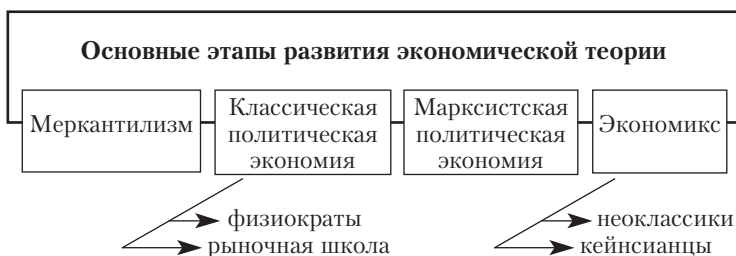 Основные этапы развития экономической теории
Меркантилизм
Классическая
политическая
экономия
Марксистская
политическая
экономия
Экономикс
физиократы
рыночная школа
неоклассики
кейнсианцы